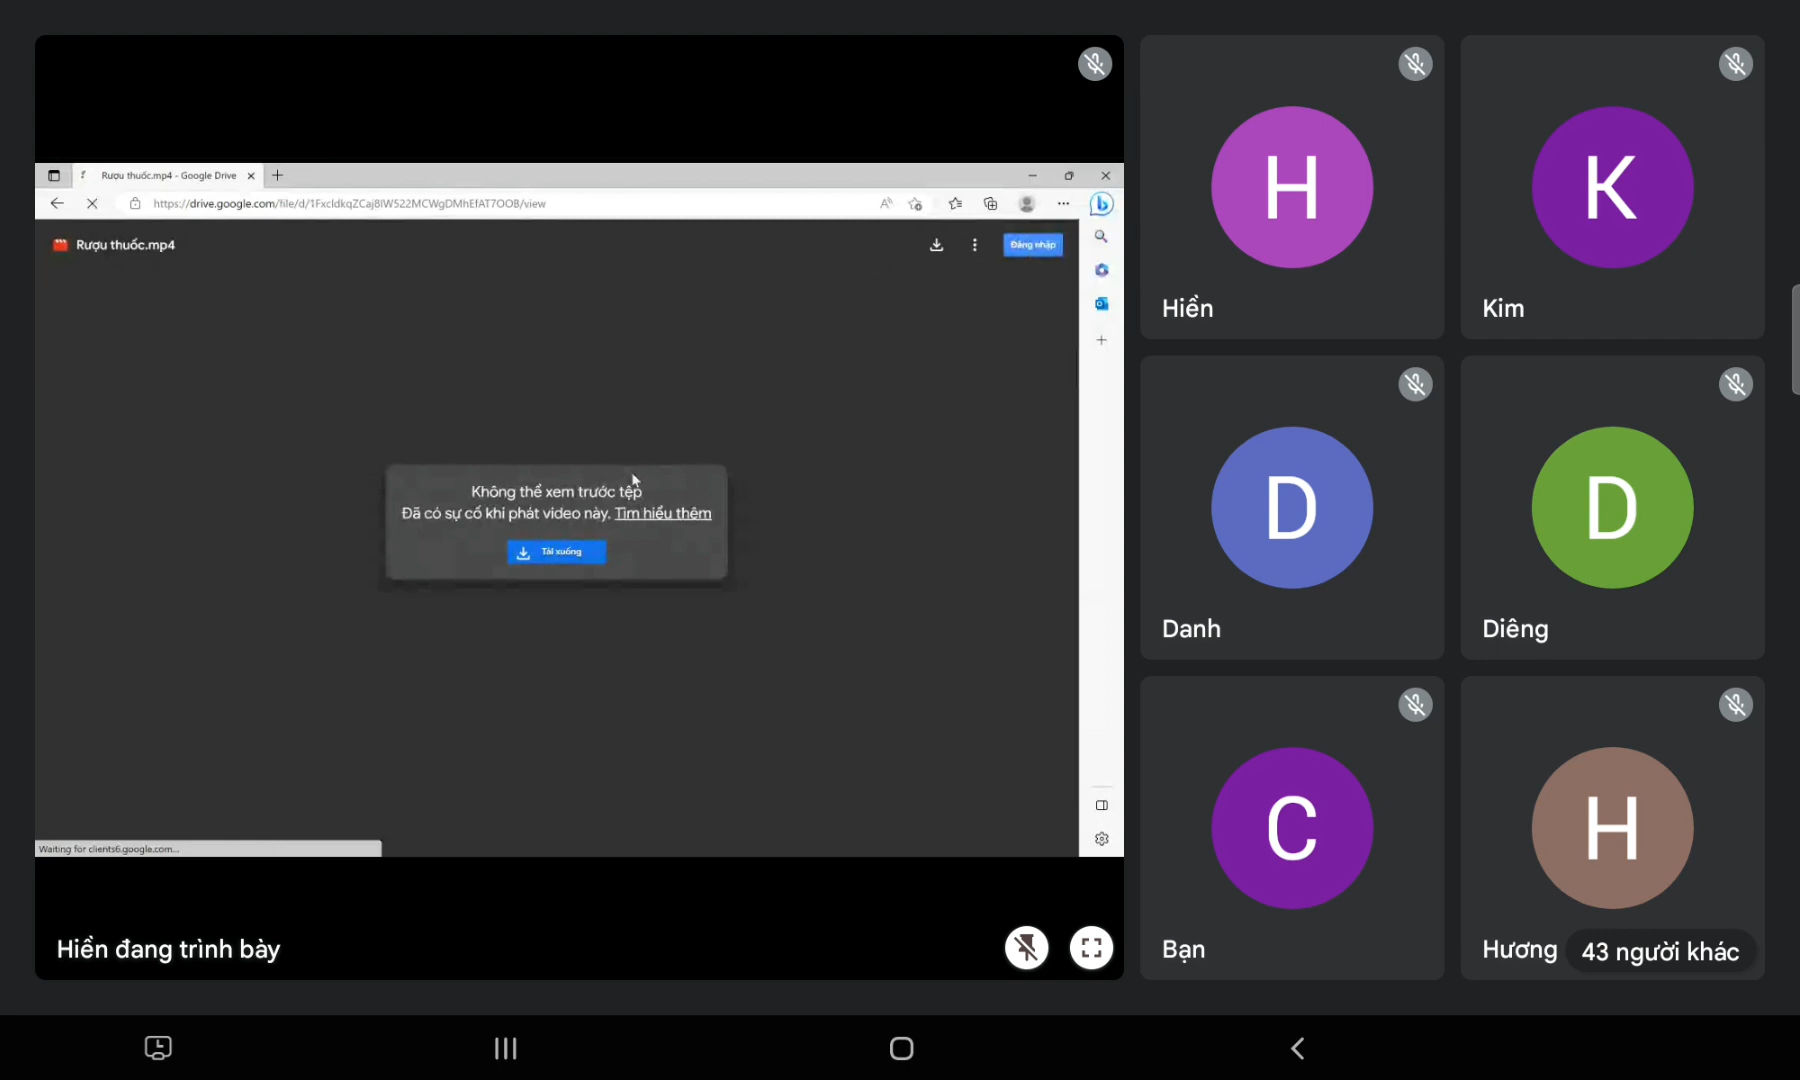 Rượu thuốc.mp4 - Google Drive
https://drive.google.com/file/d/1FxcldkqZCaj8lW522MCWgDMhEfAT7OOB/view
Rượu thuốc.mp4
Đăng nhập
Không thể xem trước tệp
Đã có sự cố khi phát video này. Tìm hiểu thêm
Tải xuống
Waiting for clients6.google.com...
Hiền đang trình bày
H
Hiền
K
Kim
D
Danh
D
Diêng
C
Bạn
H
Hương
43 người khác